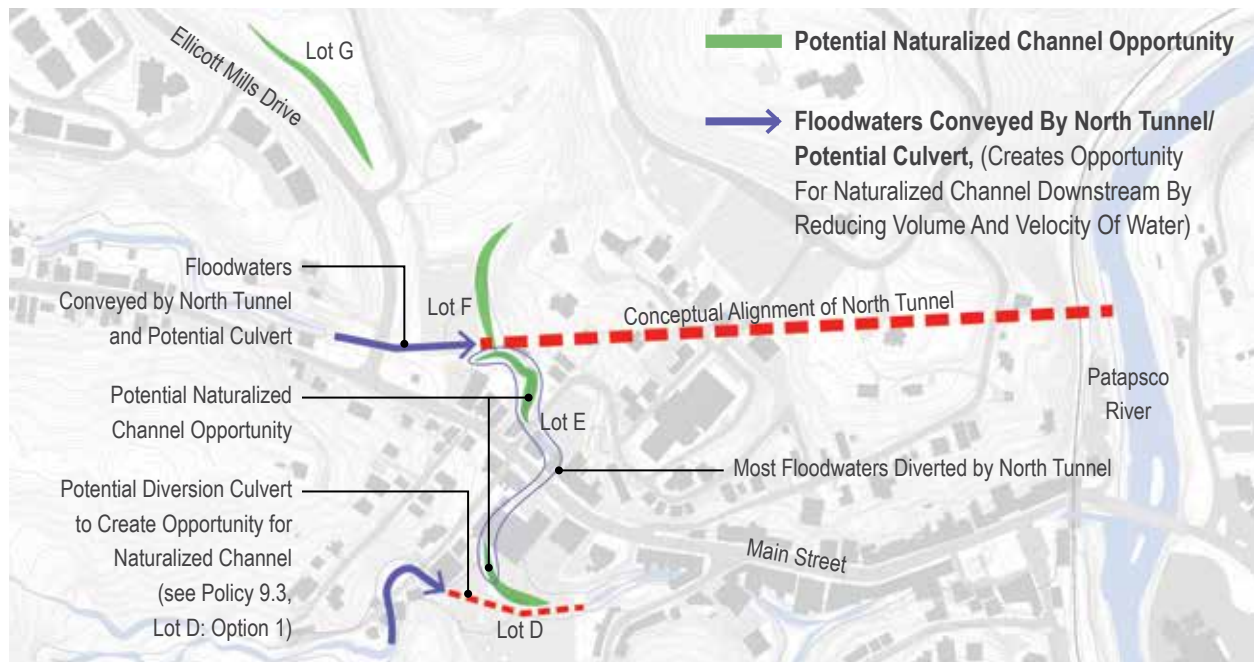 Lot G
Ellicott Mills Drive
Potential Naturalized Channel Opportunity
Floodwaters Conveyed By North Tunnel/
Potential Culvert, (Creates Opportunity
For Naturalized Channel Downstream By
Reducing Volume And Velocity Of Water)
Floodwaters
Conveyed by North Tunnel
and Potential Culvert
Lot F
Conceptual Alignment of North Tunnel
Patapsco
River
Potential Naturalized
Channel Opportunity
Lot E
Most Floodwaters Diverted by North Tunnel
Potential Diversion Culvert
to Create Opportunity for
Naturalized Channel
(see Policy 9.3,
Lot D: Option 1)
Main Street
Lot D